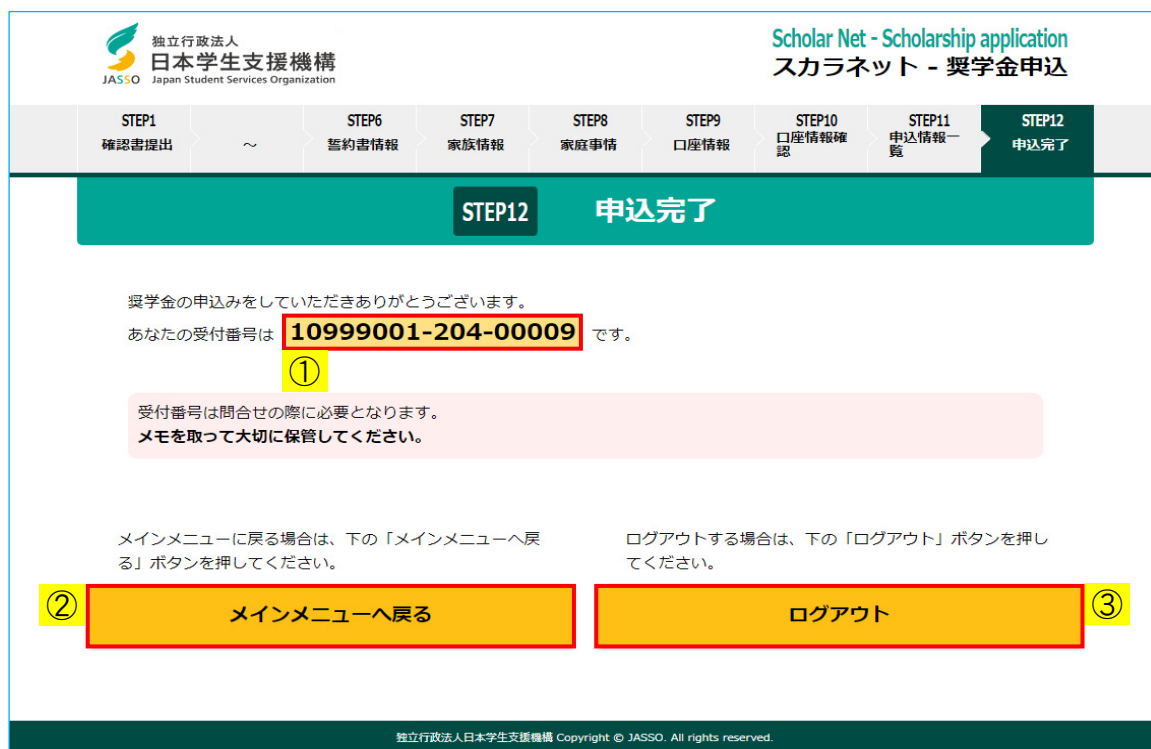 独立行政法人
日本学生支援機構
JASSO Japan Student Services Organization
Scholar Net - Scholarship application
スカラネット - 奨学金申込
STEP1
確認書提出
～
STEP6
誓約書情報
STEP7
家族情報
STEP8
家庭事情
STEP9
口座情報
STEP10
口座情報確
認
STEP11
申込情報一
覧
STEP12
申込完了
STEP12 申込完了
奨学金の申込みをしていただきありがとうございます。
あなたの受付番号は 10999001-204-00009 です。
①
受付番号は問合せの際に必要となります。
メモを取って大切に保管してください。
メインメニューに戻る場合は、下の「メインメニューへ戻
る」ボタンを押してください。
② メインメニューへ戻る
ログアウトする場合は、下の「ログアウト」ボタンを押し
てください。
ログアウト ③
独立行政法人日本学生支援機構 Copyright © JASSO. All rights reserved.